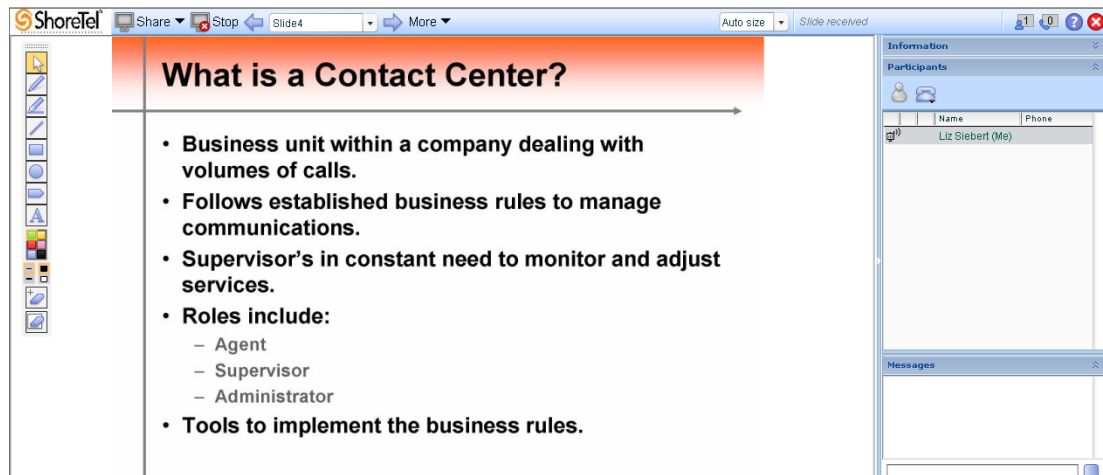 ShoreTel Share Stop Slide4 More Auto size Slide received 1 0 ?
What is a Contact Center?
• Business unit within a company dealing with
volumes of calls.
• Follows established business rules to manage
communications.
• Supervisor's in constant need to monitor and adjust
services.
• Roles include:
– Agent
– Supervisor
– Administrator
• Tools to implement the business rules.
A
Information
Participants
Name Phone
Liz Siebert (Me)
Messages